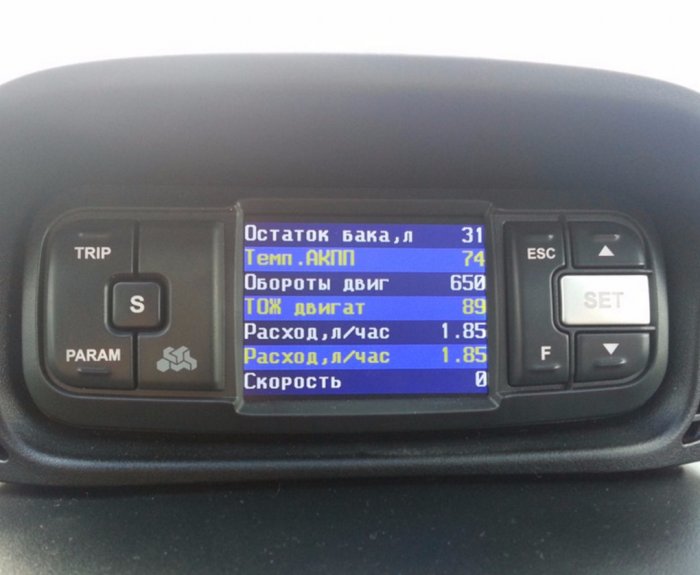 TRIP
S
PARAM
Остаток бака,л 31
Темп.АКПП 74
Обороты двиг 650
ТОЖ двигат 89
Расход,л/час 1.85
Расход,л/час 1.85
Скорость 0
ESC
SET
F